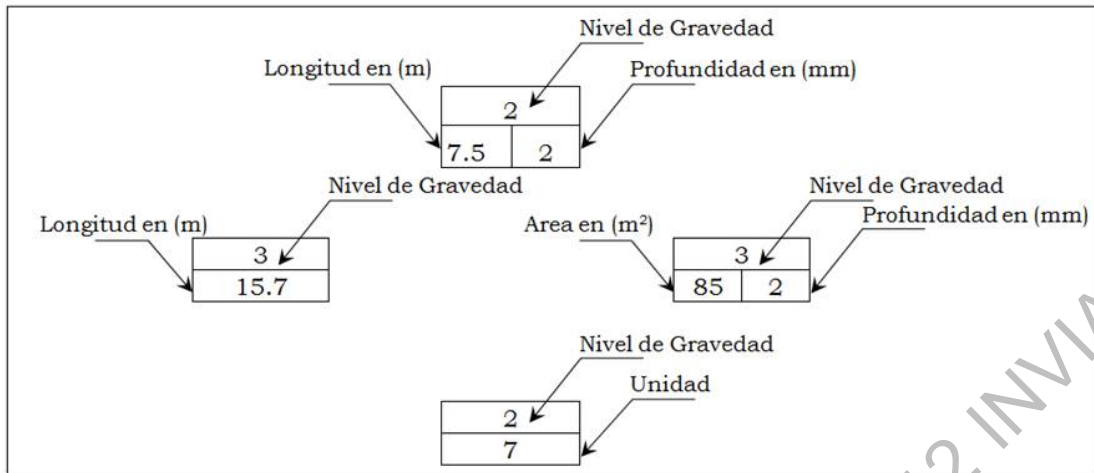 Nivel de Gravedad
Longitud en (m)
Profundidad en (mm)
2
7.5 2
Nivel de Gravedad
Longitud en (m)
3
15.7
Nivel de Gravedad
Area en (m²)
Profundidad en (mm)
3
85 2
Nivel de Gravedad
Unidad
2
7